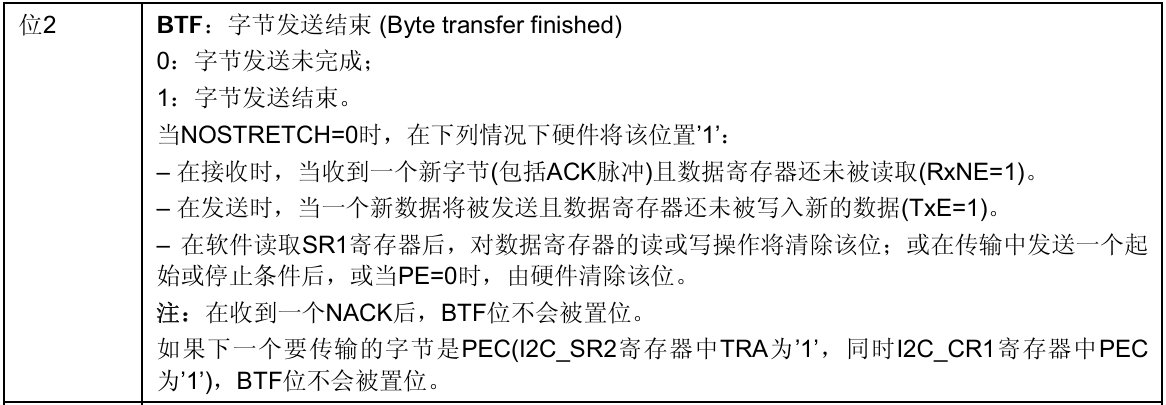 位2
BTF：字节发送结束 (Byte transfer finished)
0：字节发送未完成；
1：字节发送结束。
当NOSTRETCH=0时，在下列情况下硬件将该位置’1’：
– 在接收时，当收到一个新字节(包括ACK脉冲)且数据寄存器还未被读取(RxNE=1)。
– 在发送时，当一个新数据将被发送且数据寄存器还未被写入新的数据(TxE=1)。
– 在软件读取SR1寄存器后，对数据寄存器的读或写操作将清除该位；或在传输中发送一个起
始或停止条件后，或当PE=0时，由硬件清除该位。
注：在收到一个NACK后，BTF位不会被置位。
如果下一个要传输的字节是PEC(I2C_SR2寄存器中TRA为’1’，同时I2C_CR1寄存器中PEC
为’1’)，BTF位不会被置位。